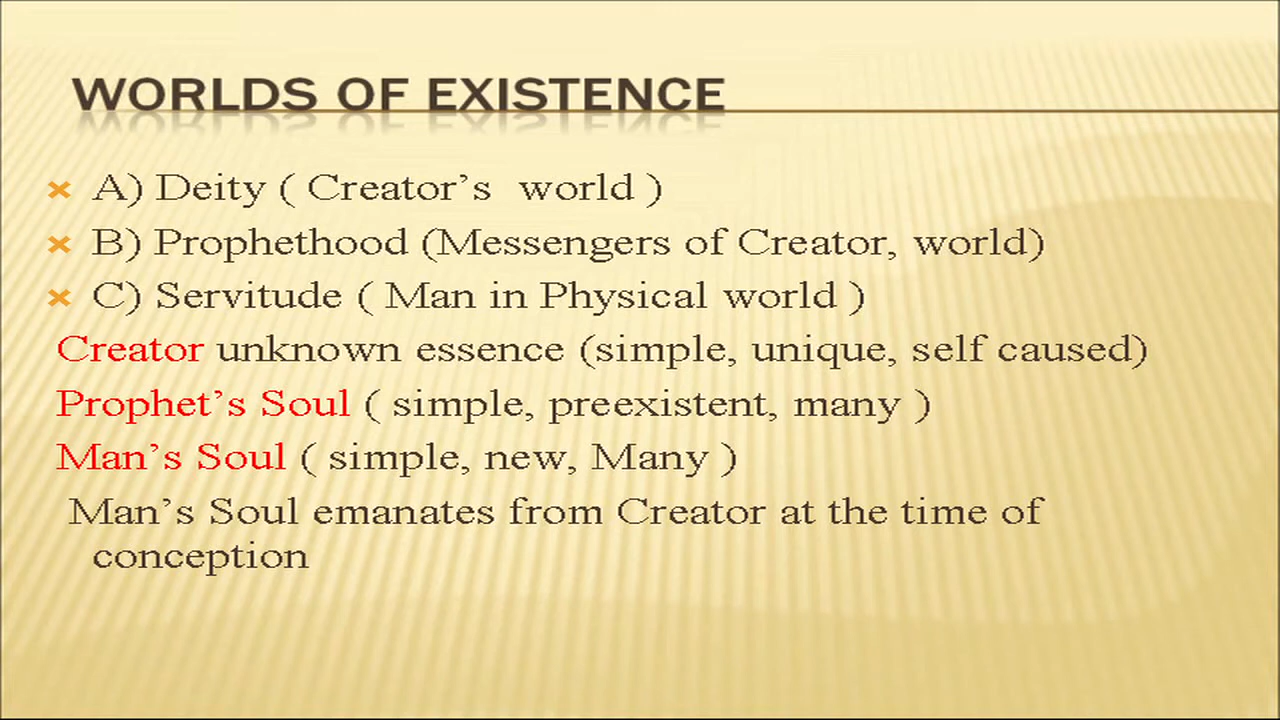 WORLDS OF EXISTENCE
A) Deity ( Creator's  world )
B) Prophethood (Messengers of Creator, world)
C) Servitude ( Man in Physical world )
Creator unknown essence (simple, unique, self caused)
Prophet's Soul ( simple, preexistent, many )
Man's Soul ( simple, new, Many )
Man's Soul emanates from Creator at the time of
conception